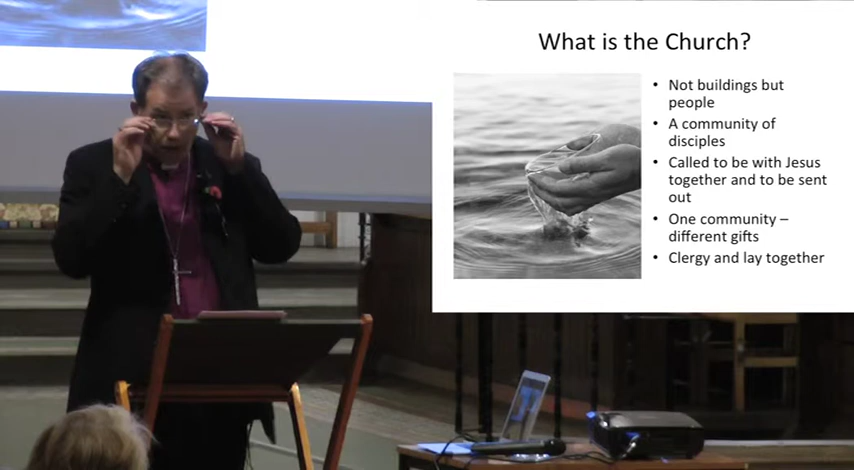 What is the Church?
• Not buildings but
people
• A community of
disciples
• Called to be with Jesus
together and to be sent
out
• One community –
different gifts
• Clergy and lay together